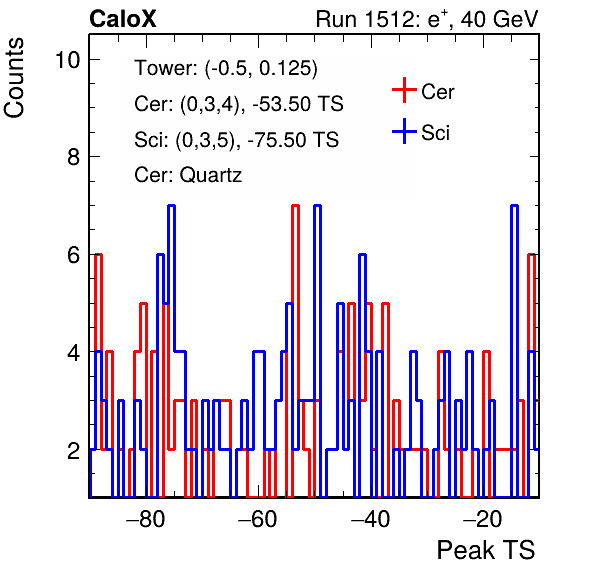 CaloX Run 1512: e⁺, 40 GeV
Counts
10
8
6
4
2
Tower: (-0.5, 0.125)
Cer: (0,3,4), -53.50 TS
Sci: (0,3,5), -75.50 TS
Cer: Quartz
Cer
Sci
−80 −60 −40 −20
Peak TS